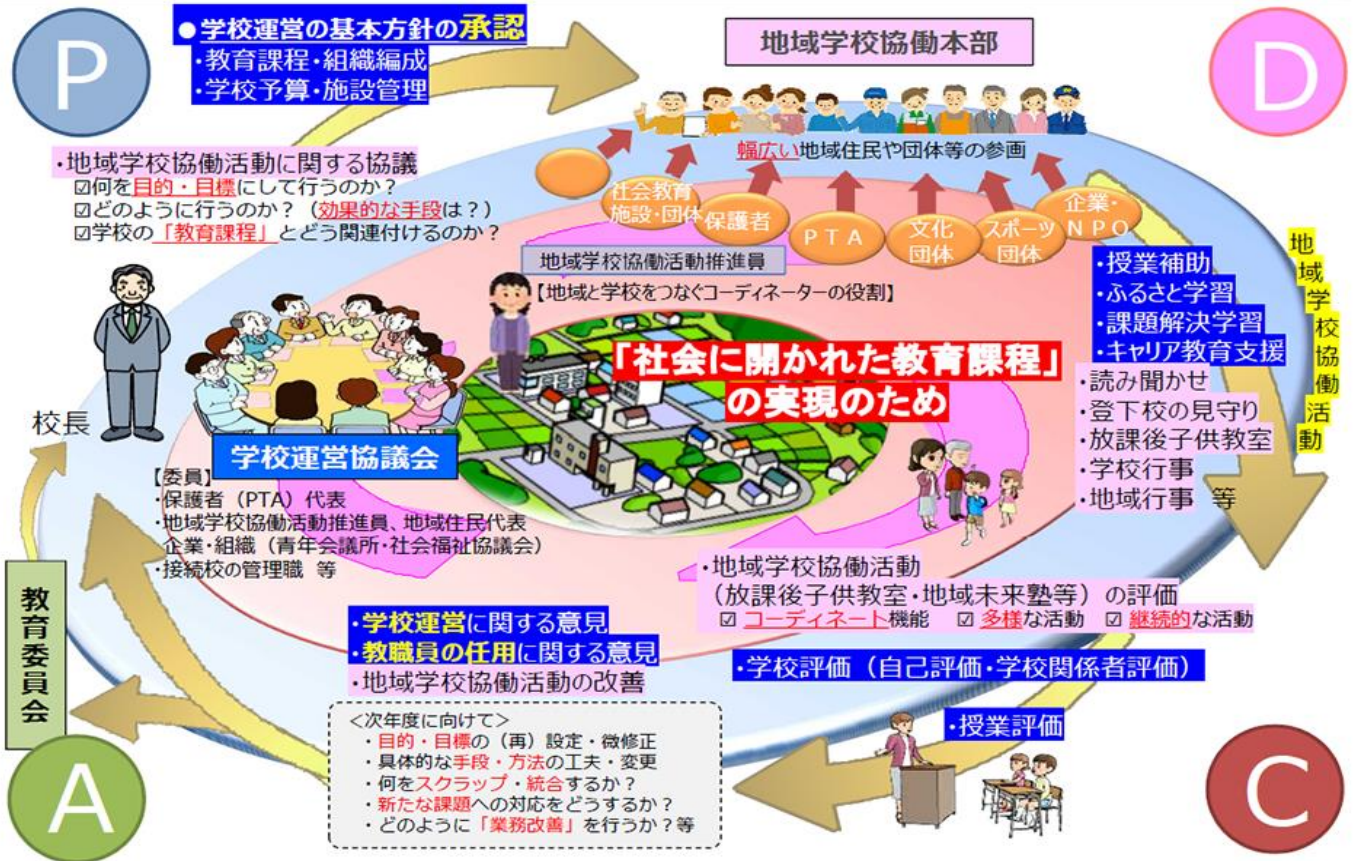 P
●学校運営の基本方針の承認
・教育課程・組織編成
・学校予算・施設管理
地域学校協働本部
D
・地域学校協働活動に関する協議
☑何を目的・目標にして行うのか？
☑どのように行うのか？（効果的な手段は？）
☑学校の「教育課程」とどう関連付けるのか？
幅広い地域住民や団体等の参画
社会教育
施設・団体
保護者
ＰＴＡ
文化
団体
スポーツ
団体
企業・
ＮＰＯ
地域学校協働活動推進員
【地域と学校をつなぐコーディネーターの役割】
・授業補助
・ふるさと学習
・課題解決学習
・キャリア教育支援
・読み聞かせ
・登下校の見守り
・放課後子供教室
・学校行事
・地域行事 等
地域学校協働活動
「社会に開かれた教育課程」
の実現のため
校長
学校運営協議会
【委員】
・保護者（PTA）代表
・地域学校協働活動推進員、地域住民代表
企業・組織（青年会議所・社会福祉協議会）
・接続校の管理職 等
・地域学校協働活動
（放課後子供教室・地域未来塾等）の評価
☑ コーディネート機能 ☑ 多様な活動 ☑ 継続的な活動
教育委員会
・学校運営に関する意見
・教職員の任用に関する意見
・地域学校協働活動の改善
・学校評価（自己評価・学校関係者評価）
・授業評価
＜次年度に向けて＞
・目的・目標の（再）設定・微修正
・具体的な手段・方法の工夫・変更
・何をスクラップ・統合するか？
・新たな課題への対応をどうするか？
・どのように「業務改善」を行うか？等
A
C